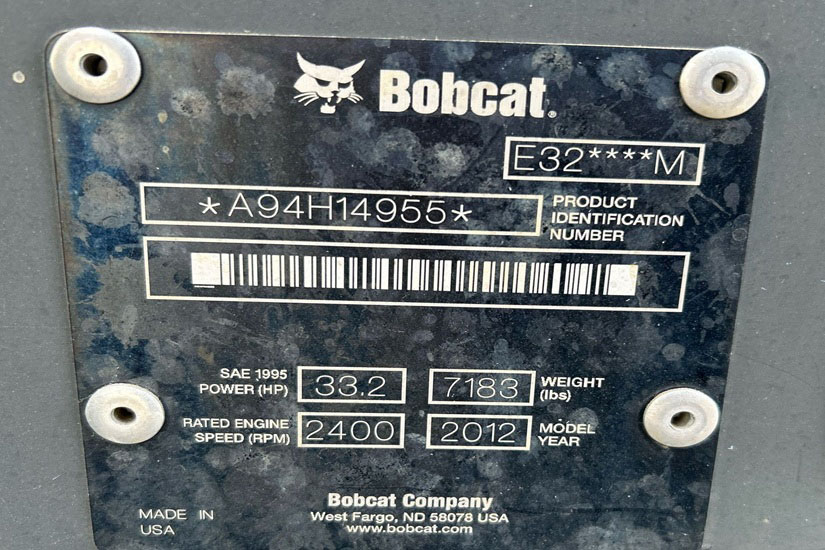 Bobcat®
E32****M
*A94H14955*
PRODUCT
IDENTIFICATION
NUMBER
SAE 1995
POWER (HP)
33.2
7183
WEIGHT
(lbs)
RATED ENGINE
SPEED (RPM)
2400
2012
MODEL
YEAR
Bobcat Company
West Fargo, ND 58078 USA
www.bobcat.com
MADE IN
USA